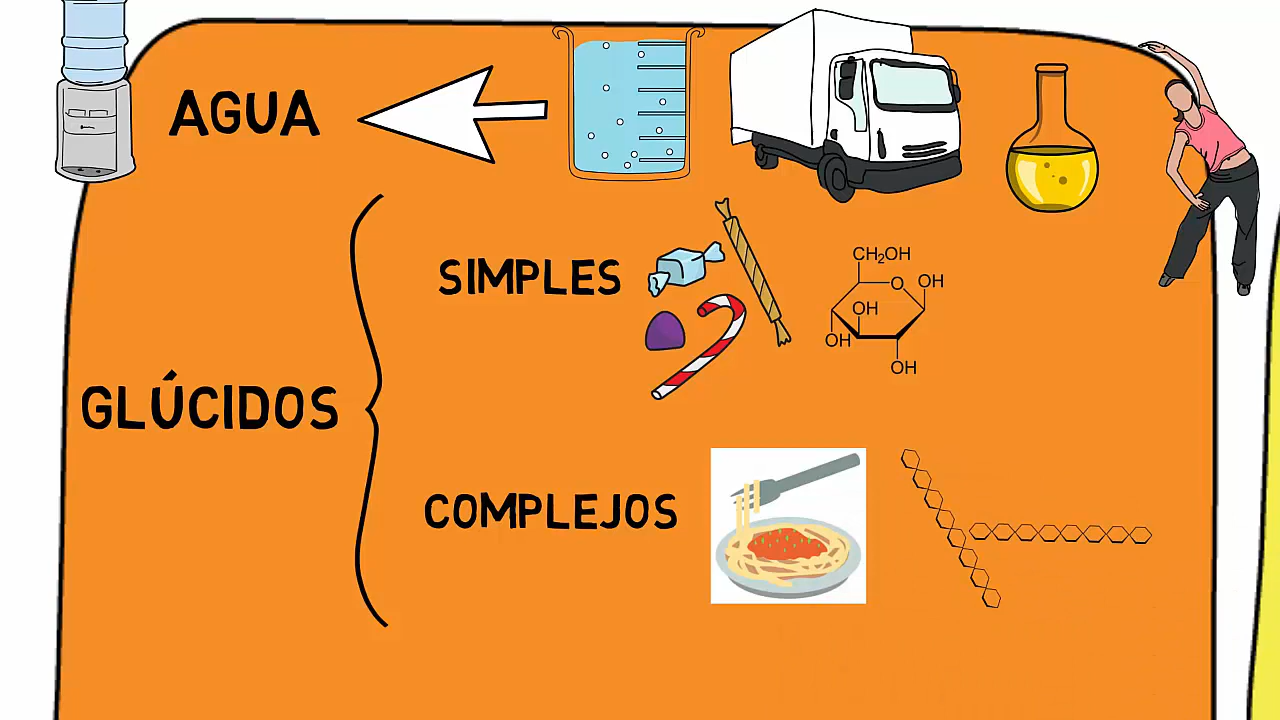 AGUA
SIMPLES
CH₂OH
O OH
OH
OH
OH
GLÚCIDOS
COMPLEJOS